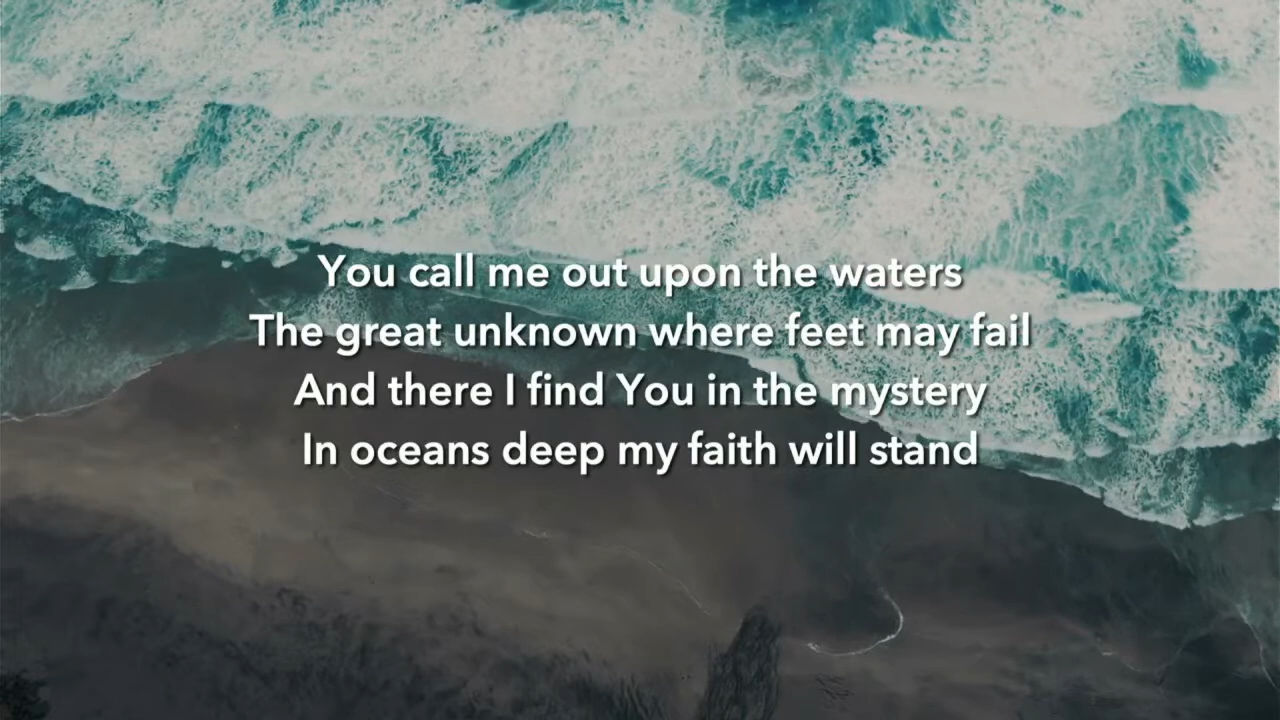 You call me out upon the waters
The great unknown where feet may fail
And there I find You in the mystery
In oceans deep my faith will stand